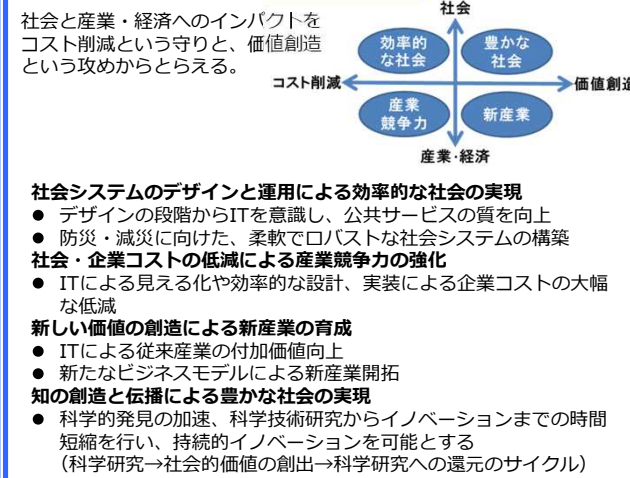 社会と産業・経済へのインパクトを
コスト削減という守りと、価値創造
という攻めからとらえる。
社会
効率的
な社会
豊かな
社会
コスト削減
価値創造
産業
競争力
新産業
産業・経済
社会システムのデザインと運用による効率的な社会の実現
● デザインの段階からITを意識し、公共サービスの質を向上
● 防災・減災に向けた、柔軟でロバストな社会システムの構築
社会・企業コストの低減による産業競争力の強化
● ITによる見える化や効率的な設計、実装による企業コストの大幅
な低減
新しい価値の創造による新産業の育成
● ITによる従来産業の付加価値向上
● 新たなビジネスモデルによる新産業開拓
知の創造と伝播による豊かな社会の実現
● 科学的発見の加速、科学技術研究からイノベーションまでの時間
短縮を行い、持続的イノベーションを可能とする
（科学研究→社会的価値の創出→科学研究への還元のサイクル）